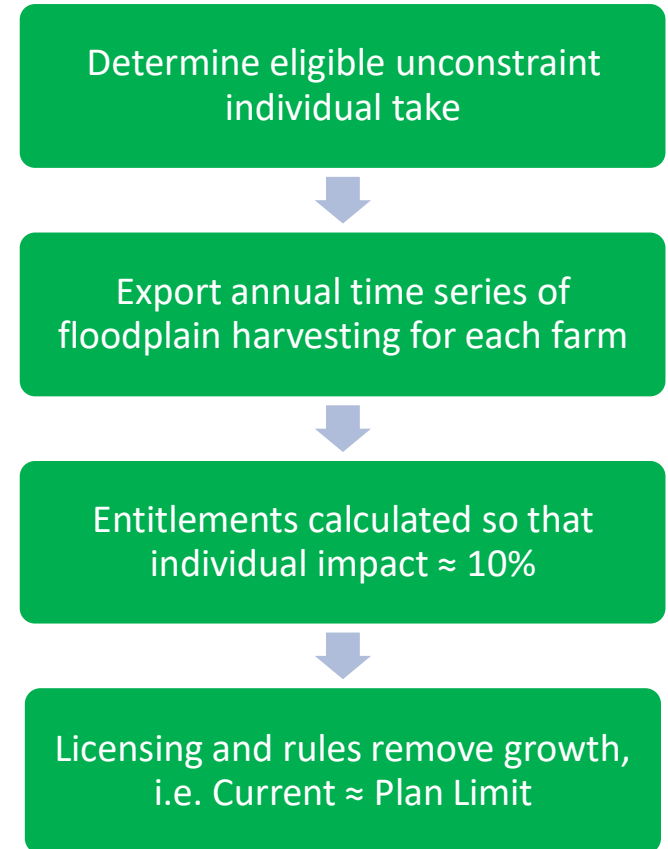 Determine eligible unconstraint
individual take
Export annual time series of
floodplain harvesting for each farm
Entitlements calculated so that
individual impact ≈ 10%
Licensing and rules remove growth,
i.e. Current ≈ Plan Limit